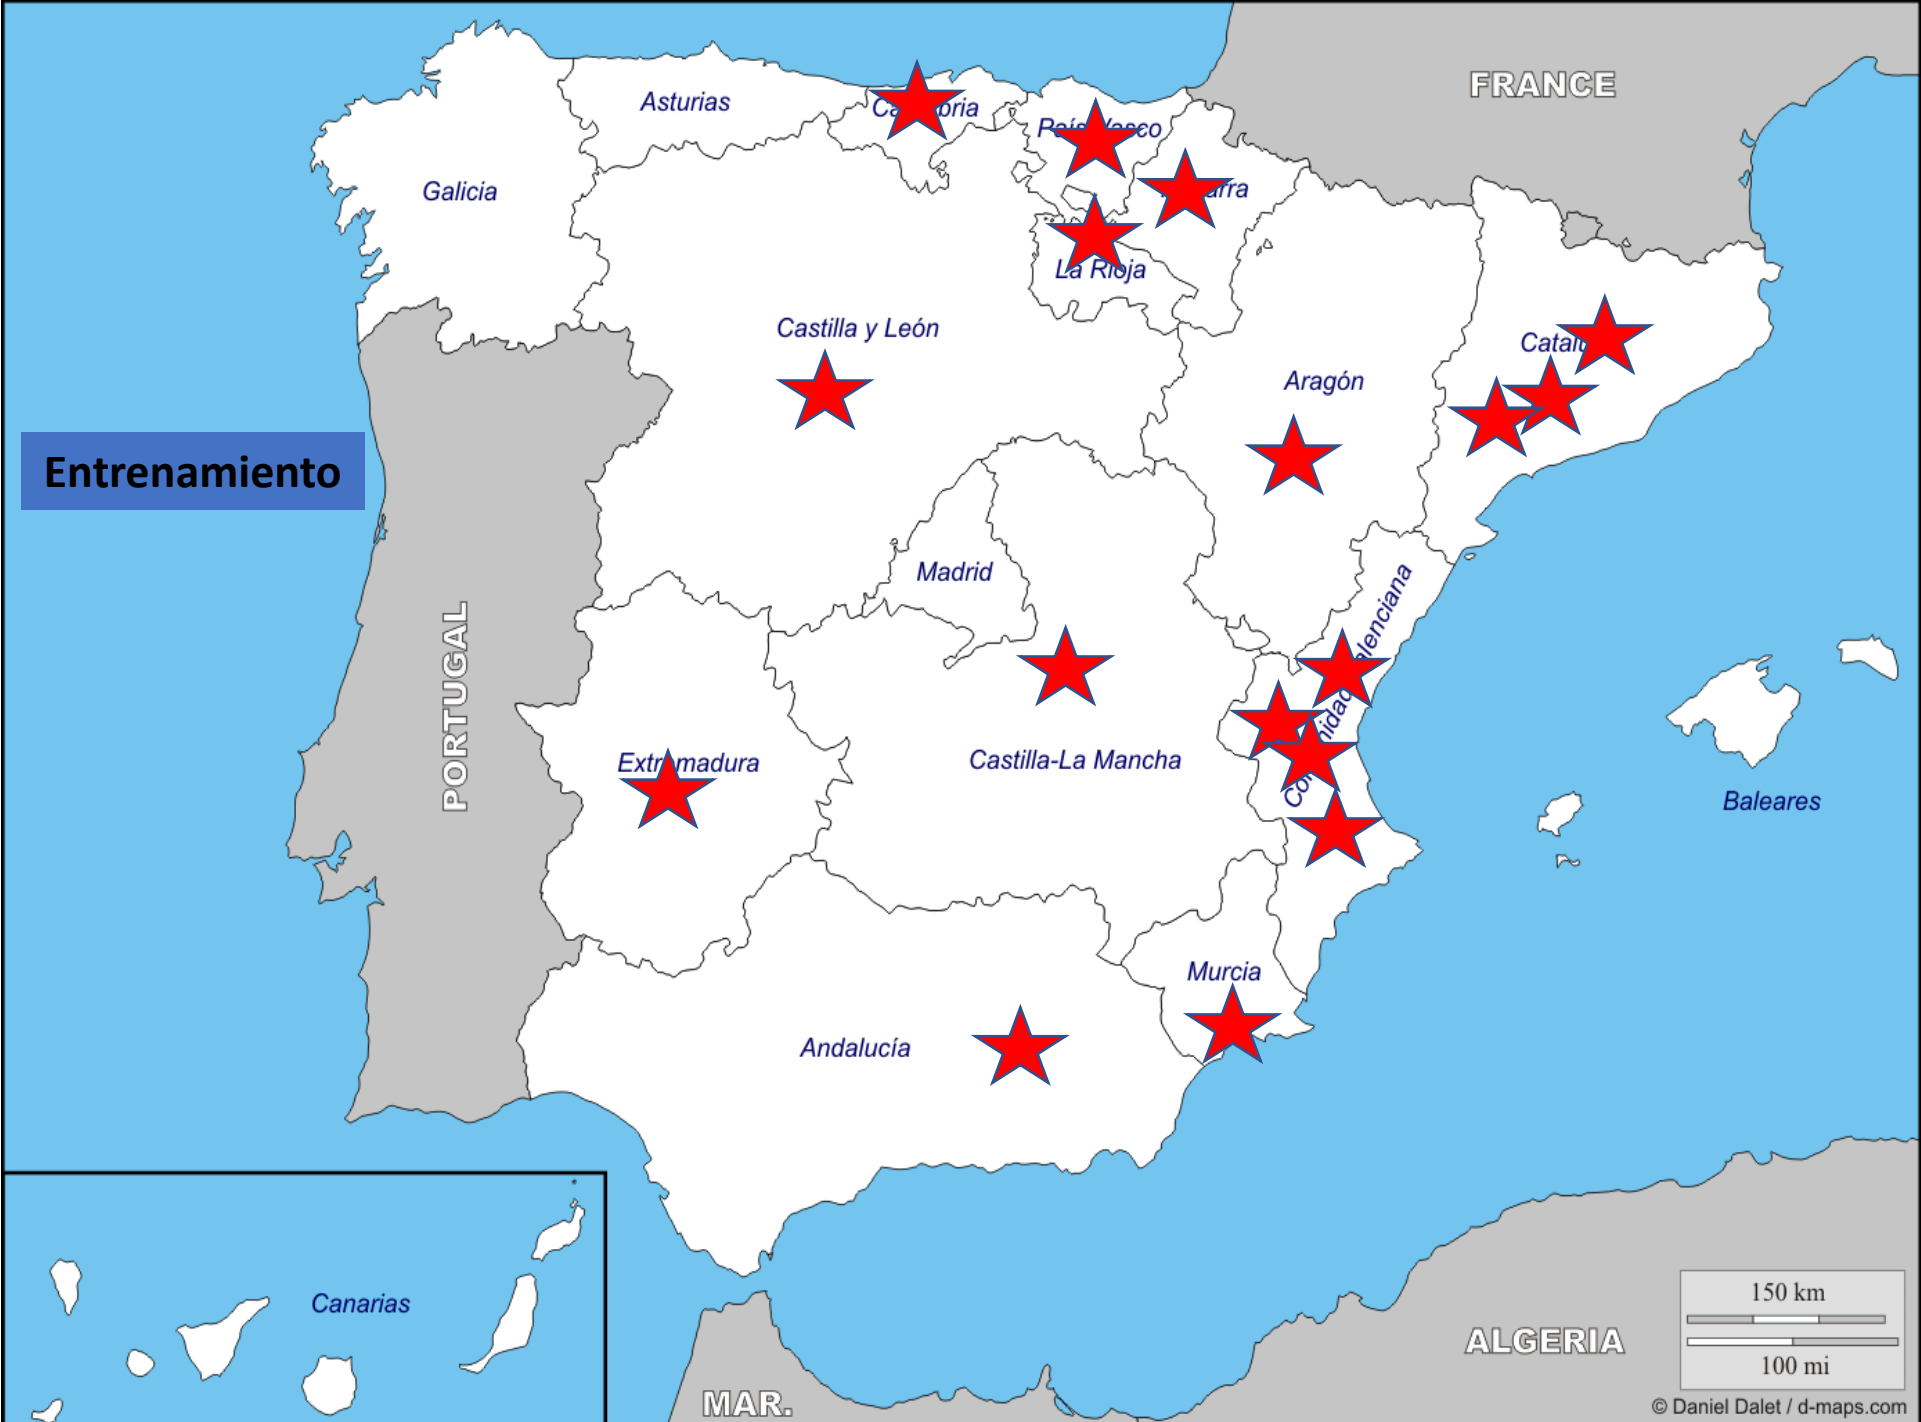 FRANCE
Asturias
Galicia
La Rioja
Castilla y León
Aragón
Entrenamiento
Madrid
PORTUGAL
Extremadura
Castilla-La Mancha
Baleares
Murcia
Andalucía
Canarias
150 km
100 mi
ALGERIA
MAR.
© Daniel Dalet / d-maps.com